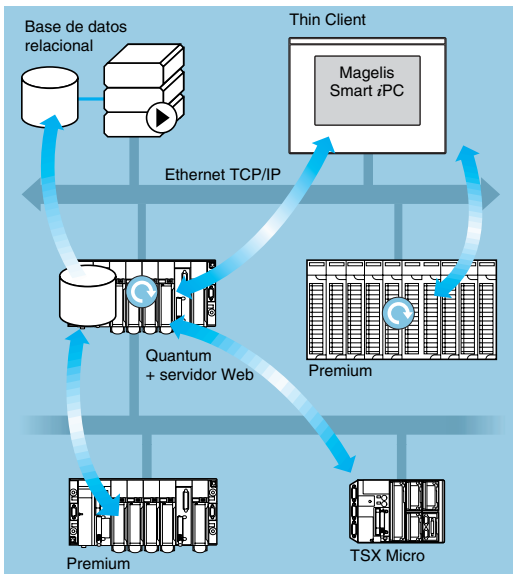 Base de datos
relacional
Thin Client
Magelis
Smart iPC
Ethernet TCP/IP
Quantum
+ servidor Web
Premium
Premium
TSX Micro